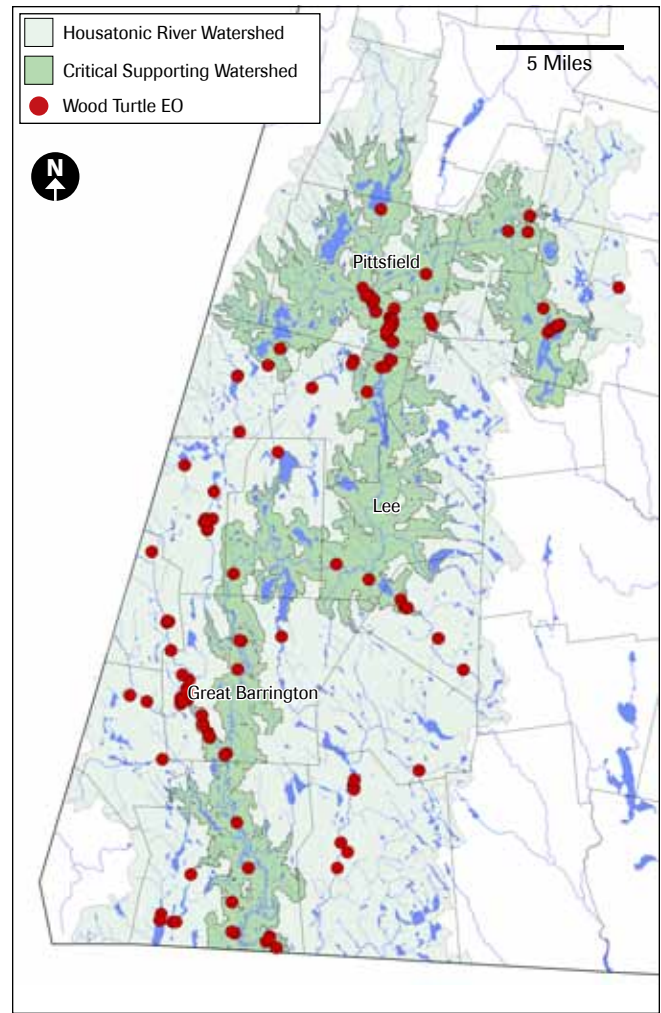 Housatonic River Watershed
Critical Supporting Watershed
Wood Turtle EO
5 Miles
N
Pittsfield
Lee
Great Barrington